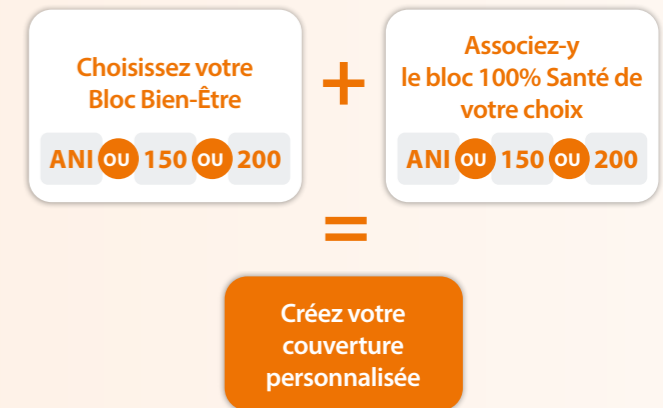 Choisissez votre
Bloc Bien-Être
ANI OU 150 OU 200
+
Associez-y
le bloc 100% Santé de
votre choix
ANI OU 150 OU 200
=
Créez votre
couverture
personnalisée